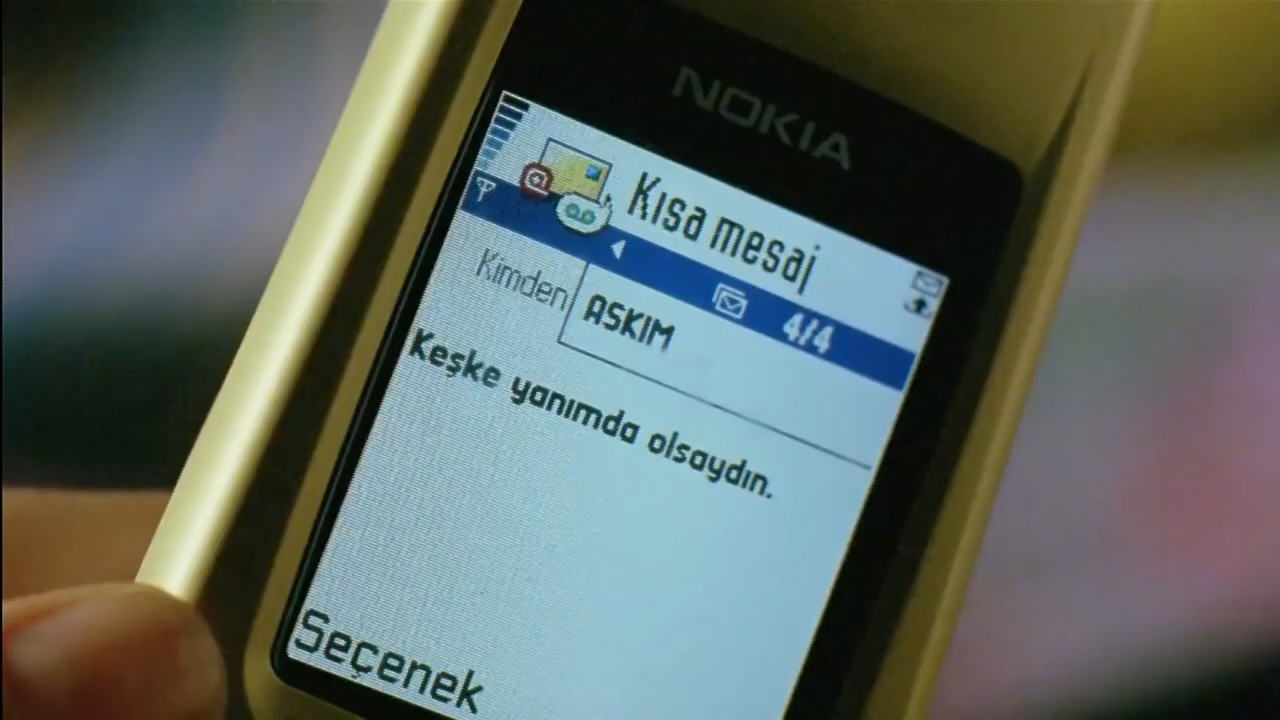 NOKIA
Kısa mesaj
4/4
Kimden
ASKIM
Keşke yanımda olsaydın.
Seçenek